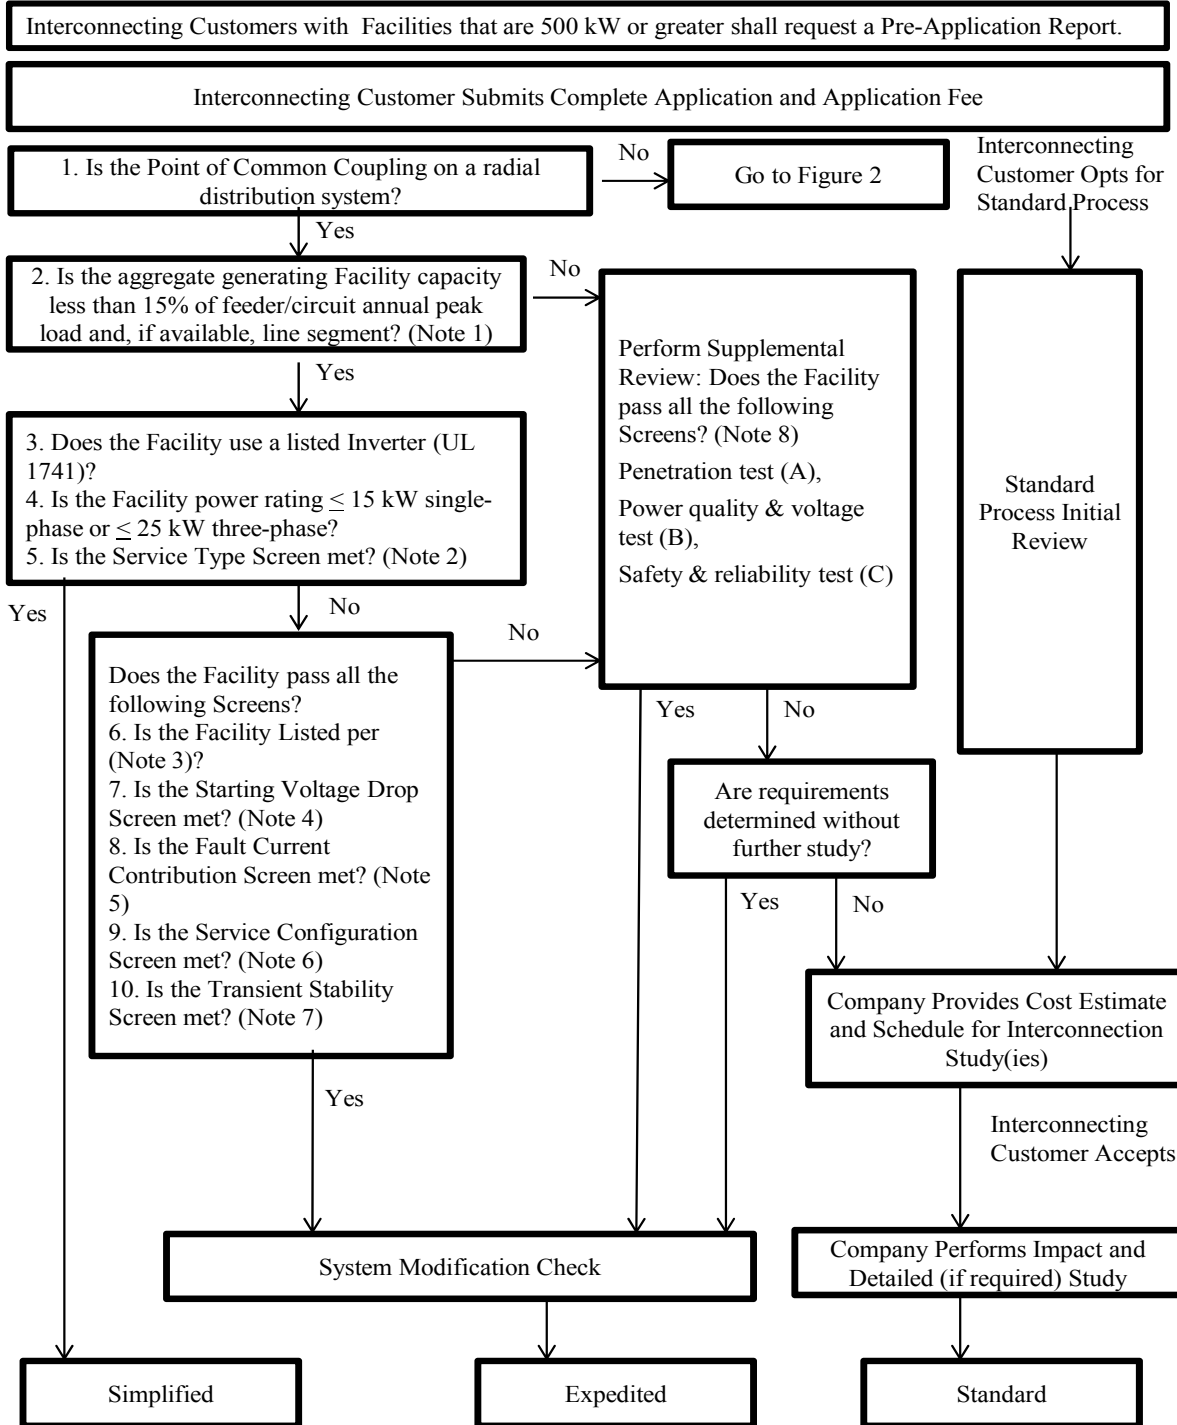 Interconnecting Customers with Facilities that are 500 kW or greater shall request a Pre-Application Report.
Interconnecting Customer Submits Complete Application and Application Fee
1. Is the Point of Common Coupling on a radial
distribution system?
No
Go to Figure 2
Interconnecting
Customer Opts for
Standard Process
Yes
2. Is the aggregate generating Facility capacity
less than 15% of feeder/circuit annual peak
load and, if available, line segment? (Note 1)
No
Yes
3. Does the Facility use a listed Inverter (UL
1741)?
4. Is the Facility power rating ≤ 15 kW single-
phase or ≤ 25 kW three-phase?
5. Is the Service Type Screen met? (Note 2)
Perform Supplemental
Review: Does the Facility
pass all the following
Screens? (Note 8)
Penetration test (A),
Power quality & voltage
test (B),
Safety & reliability test (C)
Standard
Process Initial
Review
Yes
No
No
Does the Facility pass all the
following Screens?
6. Is the Facility Listed per
(Note 3)?
7. Is the Starting Voltage Drop
Screen met? (Note 4)
8. Is the Fault Current
Contribution Screen met? (Note
5)
9. Is the Service Configuration
Screen met? (Note 6)
10. Is the Transient Stability
Screen met? (Note 7)
Yes
No
Are requirements
determined without
further study?
Yes
No
Company Provides Cost Estimate
and Schedule for Interconnection
Study(ies)
Yes
Interconnecting
Customer Accepts
System Modification Check
Company Performs Impact and
Detailed (if required) Study
Simplified
Expedited
Standard